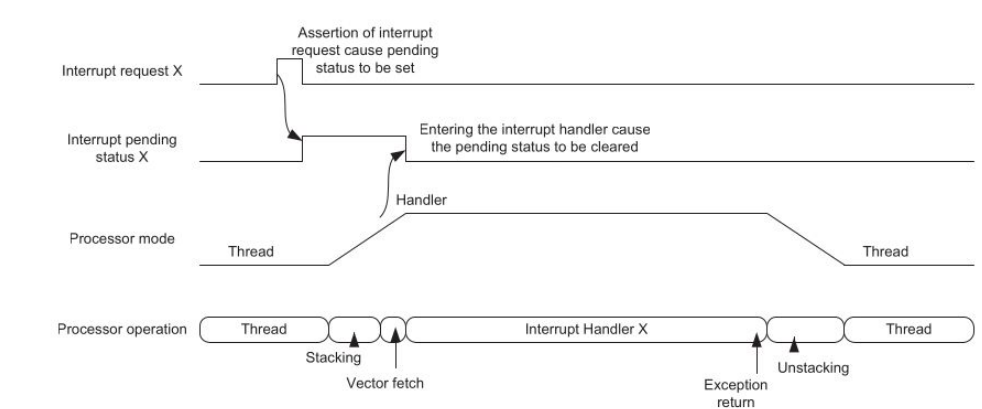 Assertion of interrupt
request cause pending
status to be set
Interrupt request X
Interrupt pending
status X
Entering the interrupt handler cause
the pending status to be cleared
Handler
Processor mode
Thread
Thread
Processor operation
Thread
Interrupt Handler X
Thread
Stacking
Vector fetch
Exception
return
Unstacking